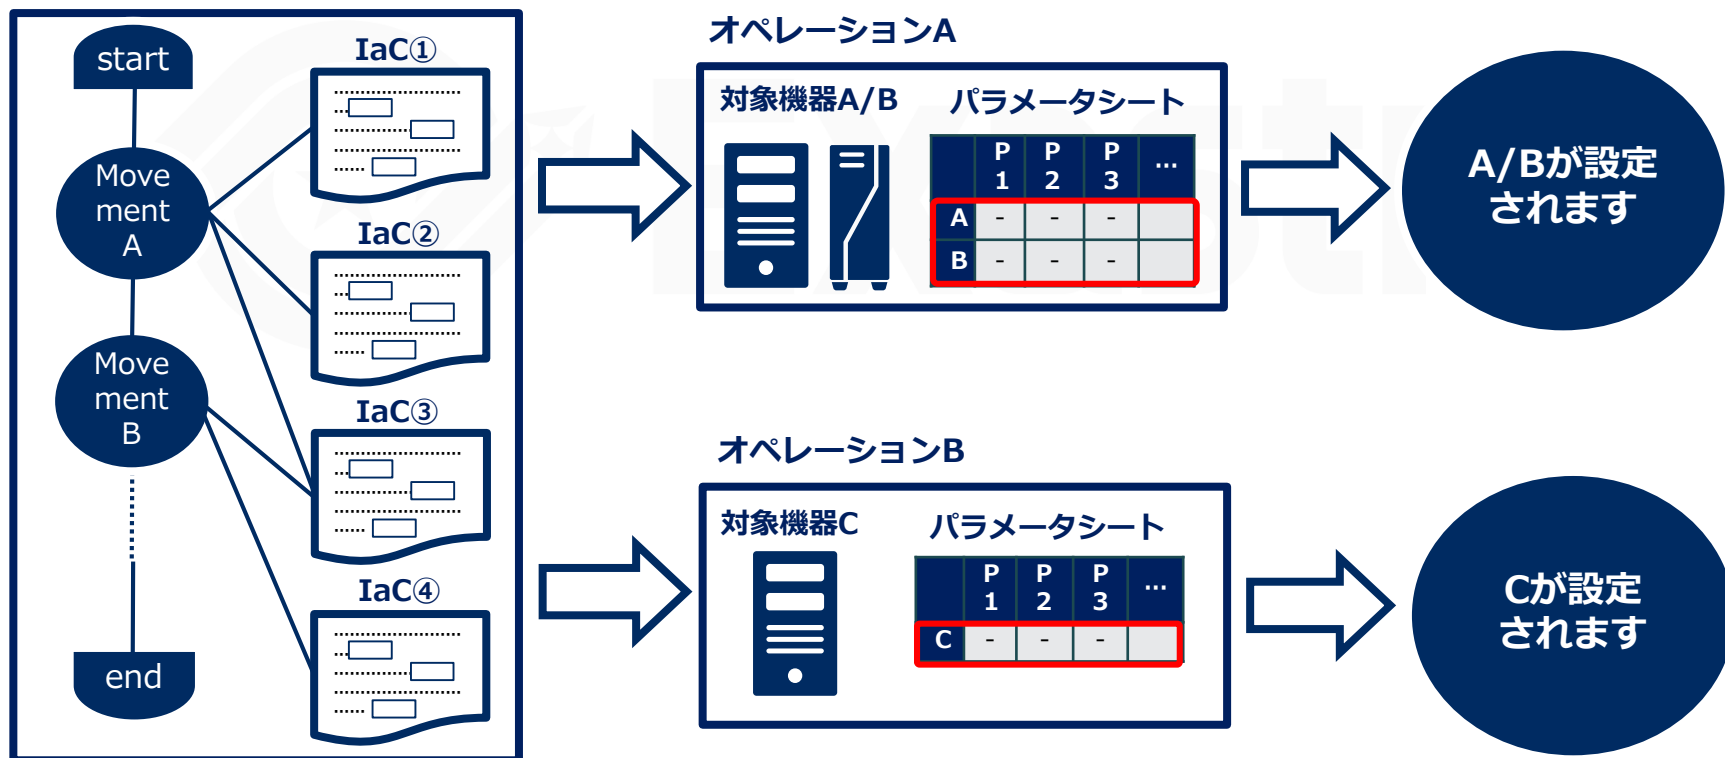 start
Move
ment
A
Move
ment
B
end
IaC①
IaC②
IaC③
IaC④
オペレーションA
対象機器A/B
パラメータシート
P
1
P
2
P
3
...
A - - -
B - - -
A/Bが設定
されます
オペレーションB
対象機器C
パラメータシート
P
1
P
2
P
3
...
C - - -
Cが設定
されます